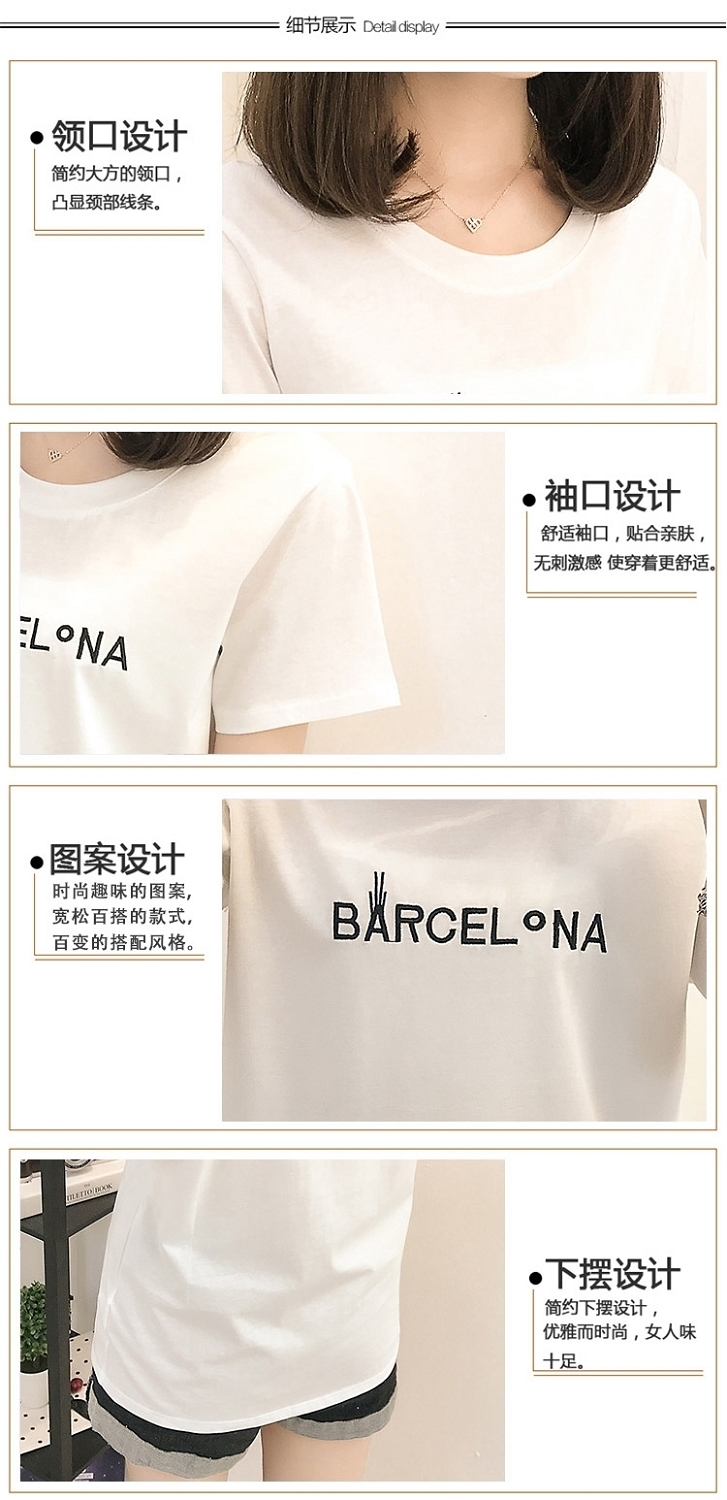 细节展示 Detail display
领口设计
简约大方的领口，
凸显颈部线条。
袖口设计
舒适袖口，贴合亲肤，
无刺激感 使穿着更舒适。
ELONA
图案设计
时尚趣味的图案,
宽松百搭的款式,
百变的搭配风格。
BARCELONA
下摆设计
简约下摆设计，
优雅而时尚，女人味
十足。